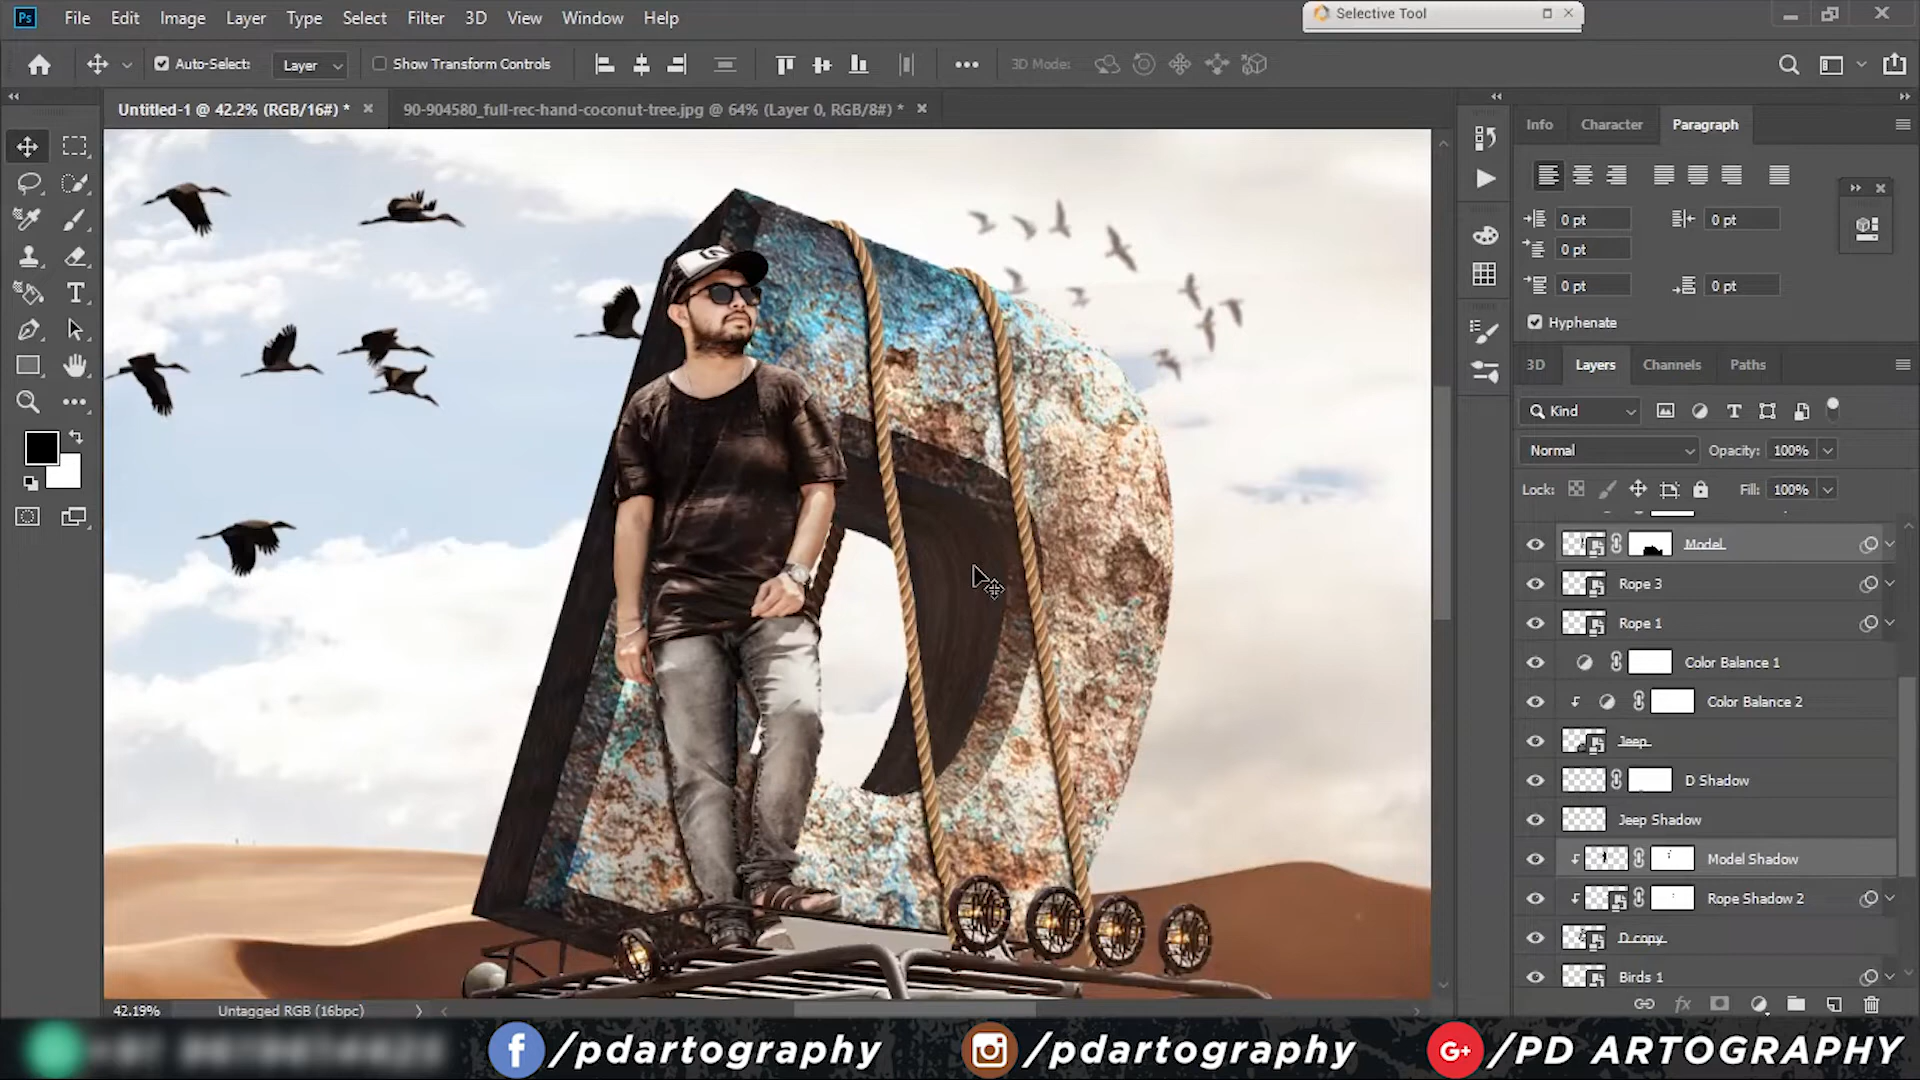 Ps File Edit Image Layer Type Select Filter 3D View Window Help
Selective Tool
Auto-Select: Layer Show Transform Controls 3D Mode:
Untitled-1 @ 42.2% (RGB/16#) *
90-904580_full-rec-hand-coconut-tree.jpg @ 64% (Layer 0, RGB/8#) *
Info Character Paragraph
0 pt 0 pt
0 pt
0 pt 0 pt
Hyphenate
3D Layers Channels Paths
Kind
Normal Opacity: 100%
Lock: Fill: 100%
Model
Rope 3
Rope 1
Color Balance 1
Color Balance 2
Jeep
D Shadow
Jeep Shadow
Model Shadow
Rope Shadow 2
D copy
Birds 1
42.19% Untagged RGB (16bpc)
f /pdartography /pdartography G+ /PD ARTOGRAPHY